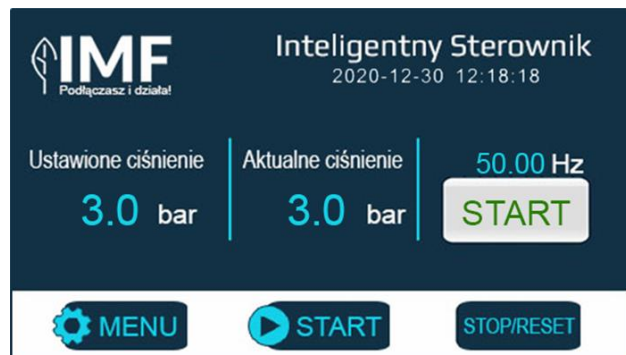 IMF
Podłączasz i działa!
Inteligentny Sterownik
2020-12-30 12:18:18
Ustawione ciśnienie
3.0 bar
Aktualne ciśnienie
3.0 bar
50.00 Hz
START
MENU
START
STOP/RESET